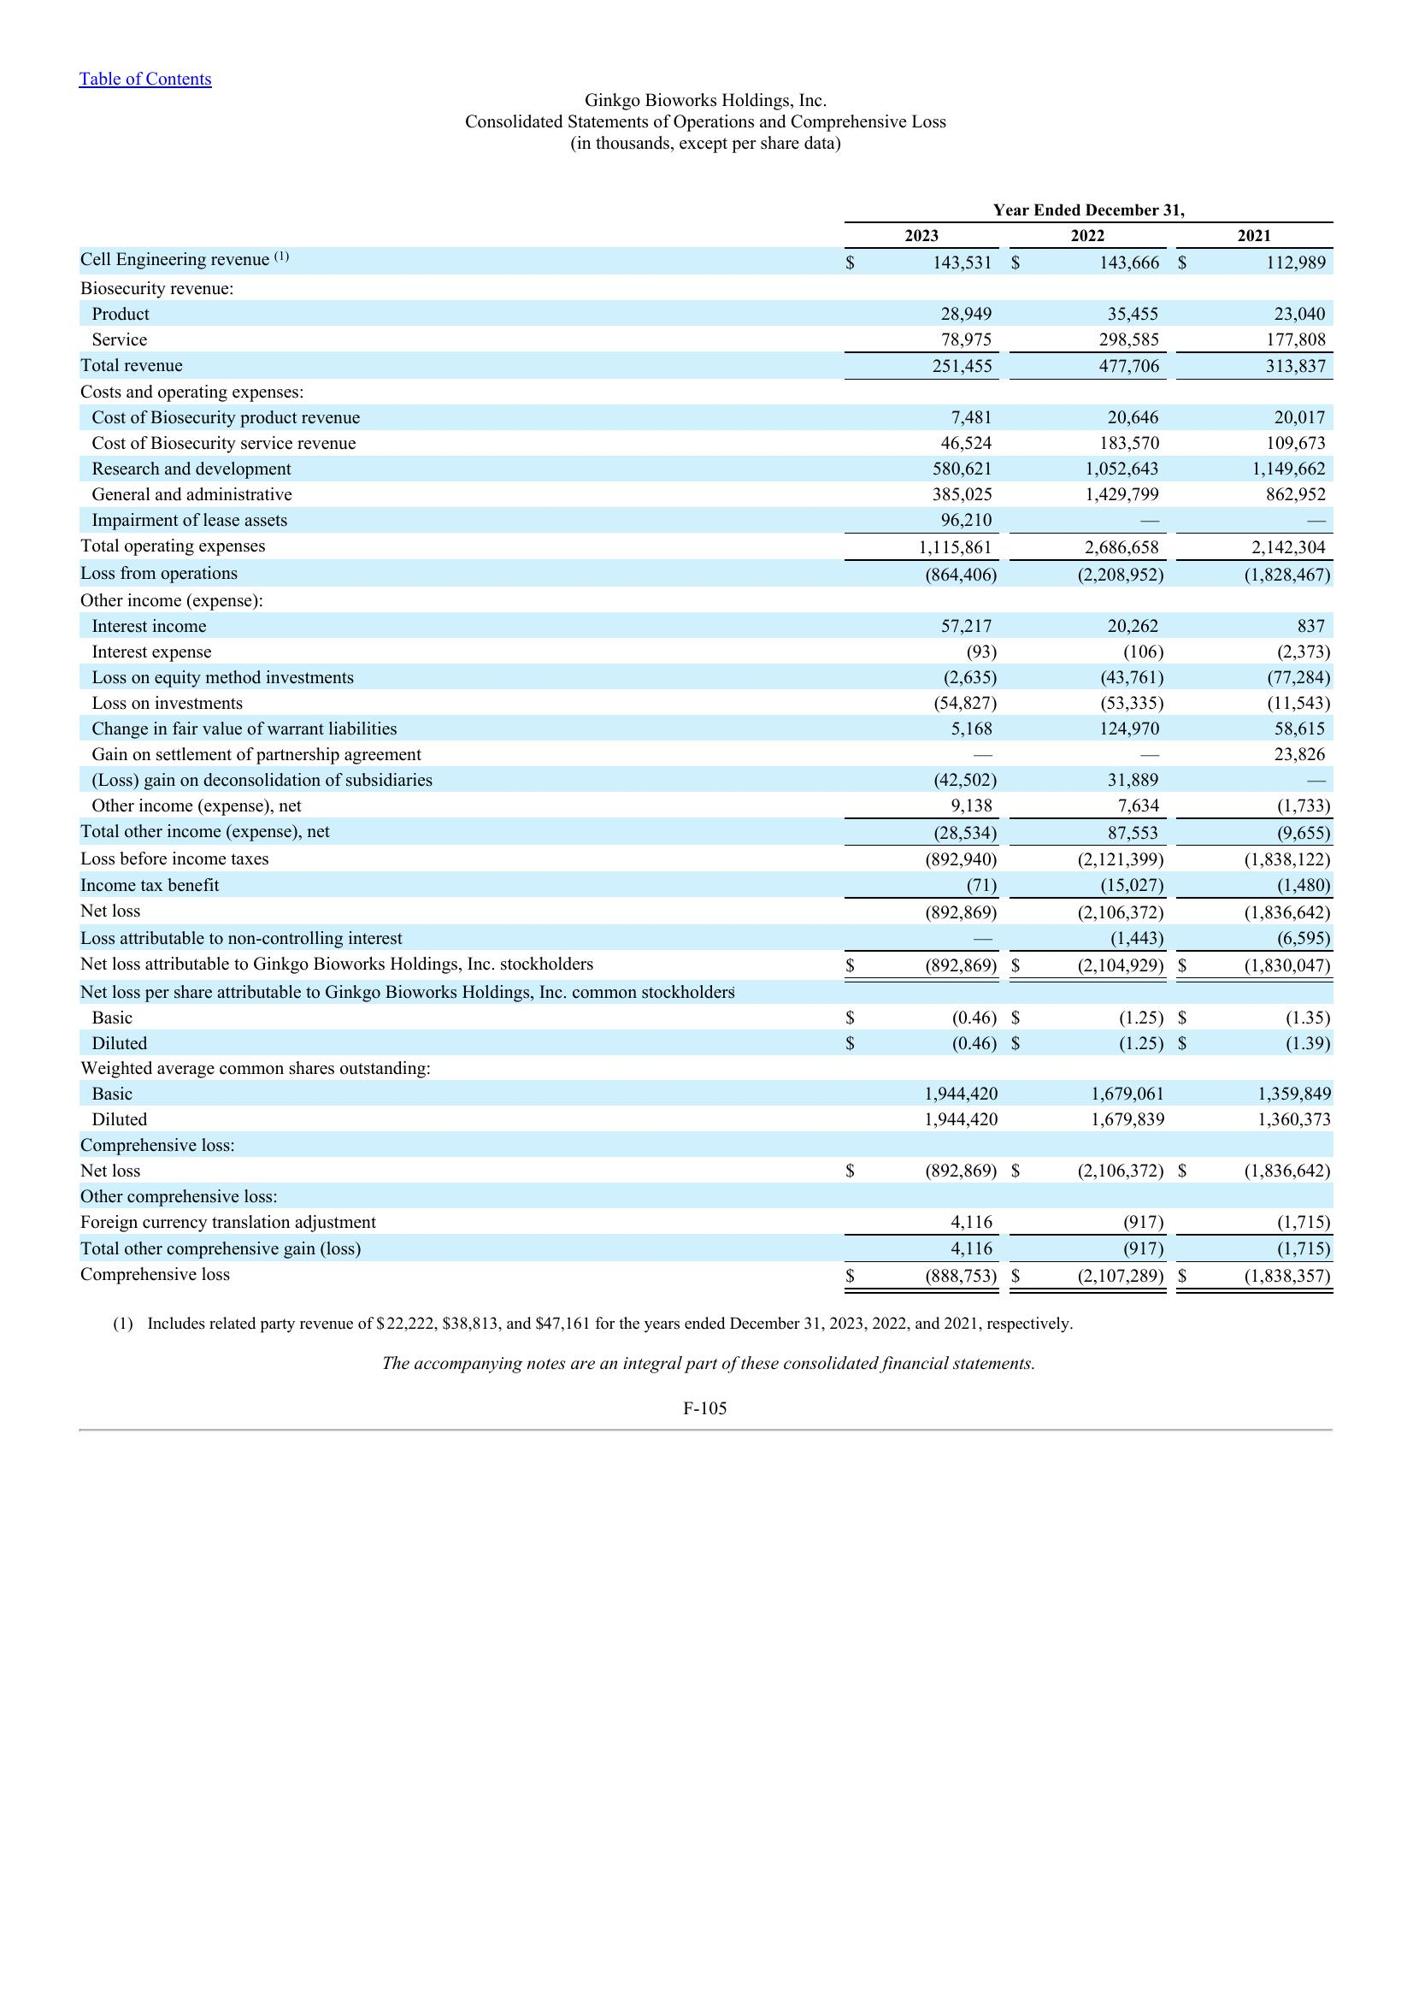 Table of Contents
Ginkgo Bioworks Holdings, Inc.
Consolidated Statements of Operations and Comprehensive Loss
(in thousands, except per share data)
Year Ended December 31,
2023 2022 2021
Cell Engineering revenue (1) $ 143,531 $ 143,666 $ 112,989
Biosecurity revenue:
Product 28,949 35,455 23,040
Service 78,975 298,585 177,808
Total revenue 251,455 477,706 313,837
Costs and operating expenses:
Cost of Biosecurity product revenue 7,481 20,646 20,017
Cost of Biosecurity service revenue 46,524 183,570 109,673
Research and development 580,621 1,052,643 1,149,662
General and administrative 385,025 1,429,799 862,952
Impairment of lease assets 96,210 — —
Total operating expenses 1,115,861 2,686,658 2,142,304
Loss from operations (864,406) (2,208,952) (1,828,467)
Other income (expense):
Interest income 57,217 20,262 837
Interest expense (93) (106) (2,373)
Loss on equity method investments (2,635) (43,761) (77,284)
Loss on investments (54,827) (53,335) (11,543)
Change in fair value of warrant liabilities 5,168 124,970 58,615
Gain on settlement of partnership agreement — — 23,826
(Loss) gain on deconsolidation of subsidiaries (42,502) 31,889 —
Other income (expense), net 9,138 7,634 (1,733)
Total other income (expense), net (28,534) 87,553 (9,655)
Loss before income taxes (892,940) (2,121,399) (1,838,122)
Income tax benefit (71) (15,027) (1,480)
Net loss (892,869) (2,106,372) (1,836,642)
Loss attributable to non-controlling interest — (1,443) (6,595)
Net loss attributable to Ginkgo Bioworks Holdings, Inc. stockholders $ (892,869) $ (2,104,929) $ (1,830,047)
Net loss per share attributable to Ginkgo Bioworks Holdings, Inc. common stockholders
Basic $ (0.46) $ (1.25) $ (1.35)
Diluted $ (0.46) $ (1.25) $ (1.39)
Weighted average common shares outstanding:
Basic 1,944,420 1,679,061 1,359,849
Diluted 1,944,420 1,679,839 1,360,373
Comprehensive loss:
Net loss $ (892,869) $ (2,106,372) $ (1,836,642)
Other comprehensive loss:
Foreign currency translation adjustment 4,116 (917) (1,715)
Total other comprehensive gain (loss) 4,116 (917) (1,715)
Comprehensive loss $ (888,753) $ (2,107,289) $ (1,838,357)
(1) Includes related party revenue of $22,222, $38,813, and $47,161 for the years ended December 31, 2023, 2022, and 2021, respectively.
The accompanying notes are an integral part of these consolidated financial statements.
F-105